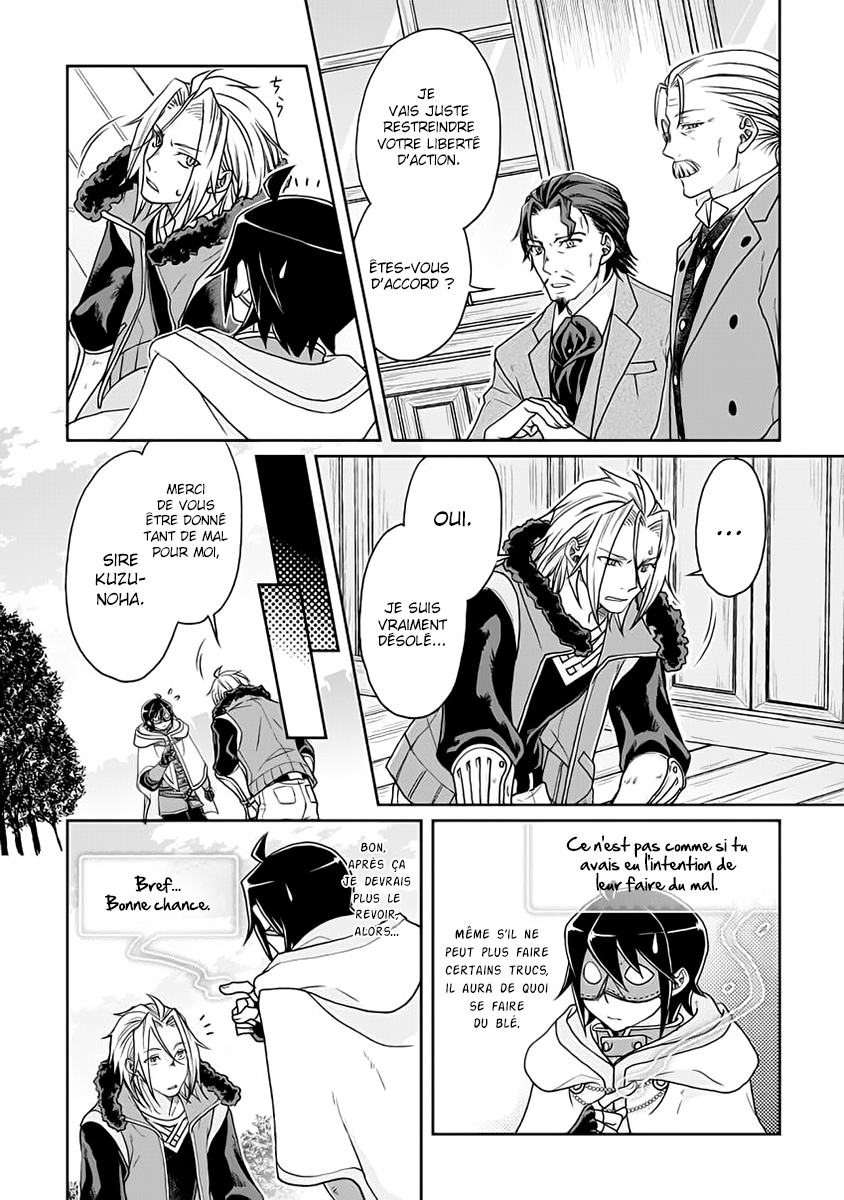 JE
VAIS JUSTE
RESTREINDRE
VOTRE LIBERTÉ
D'ACTION.
ÊTES-VOUS
D'ACCORD ?
ちら
...
OUI.
JE SUIS
VRAIMENT
DÉSOLÉ...
MERCI
DE VOUS
ÊTRE DONNÉ
TANT DE MAL
POUR MOI,
SIRE
KUZU-
NOHA.
Ce n'est pas comme si tu
avais eu l'intention de
leur faire du mal.
MÊME S'IL NE
PEUT PLUS FAIRE
CERTAINS TRUCS,
IL AURA DE QUOI
SE FAIRE
DU BLÉ.
BON,
APRÈS ÇA
JE DEVRAIS
PLUS LE
REVOIR,
ALORS...
Bref...
Bonne chance.